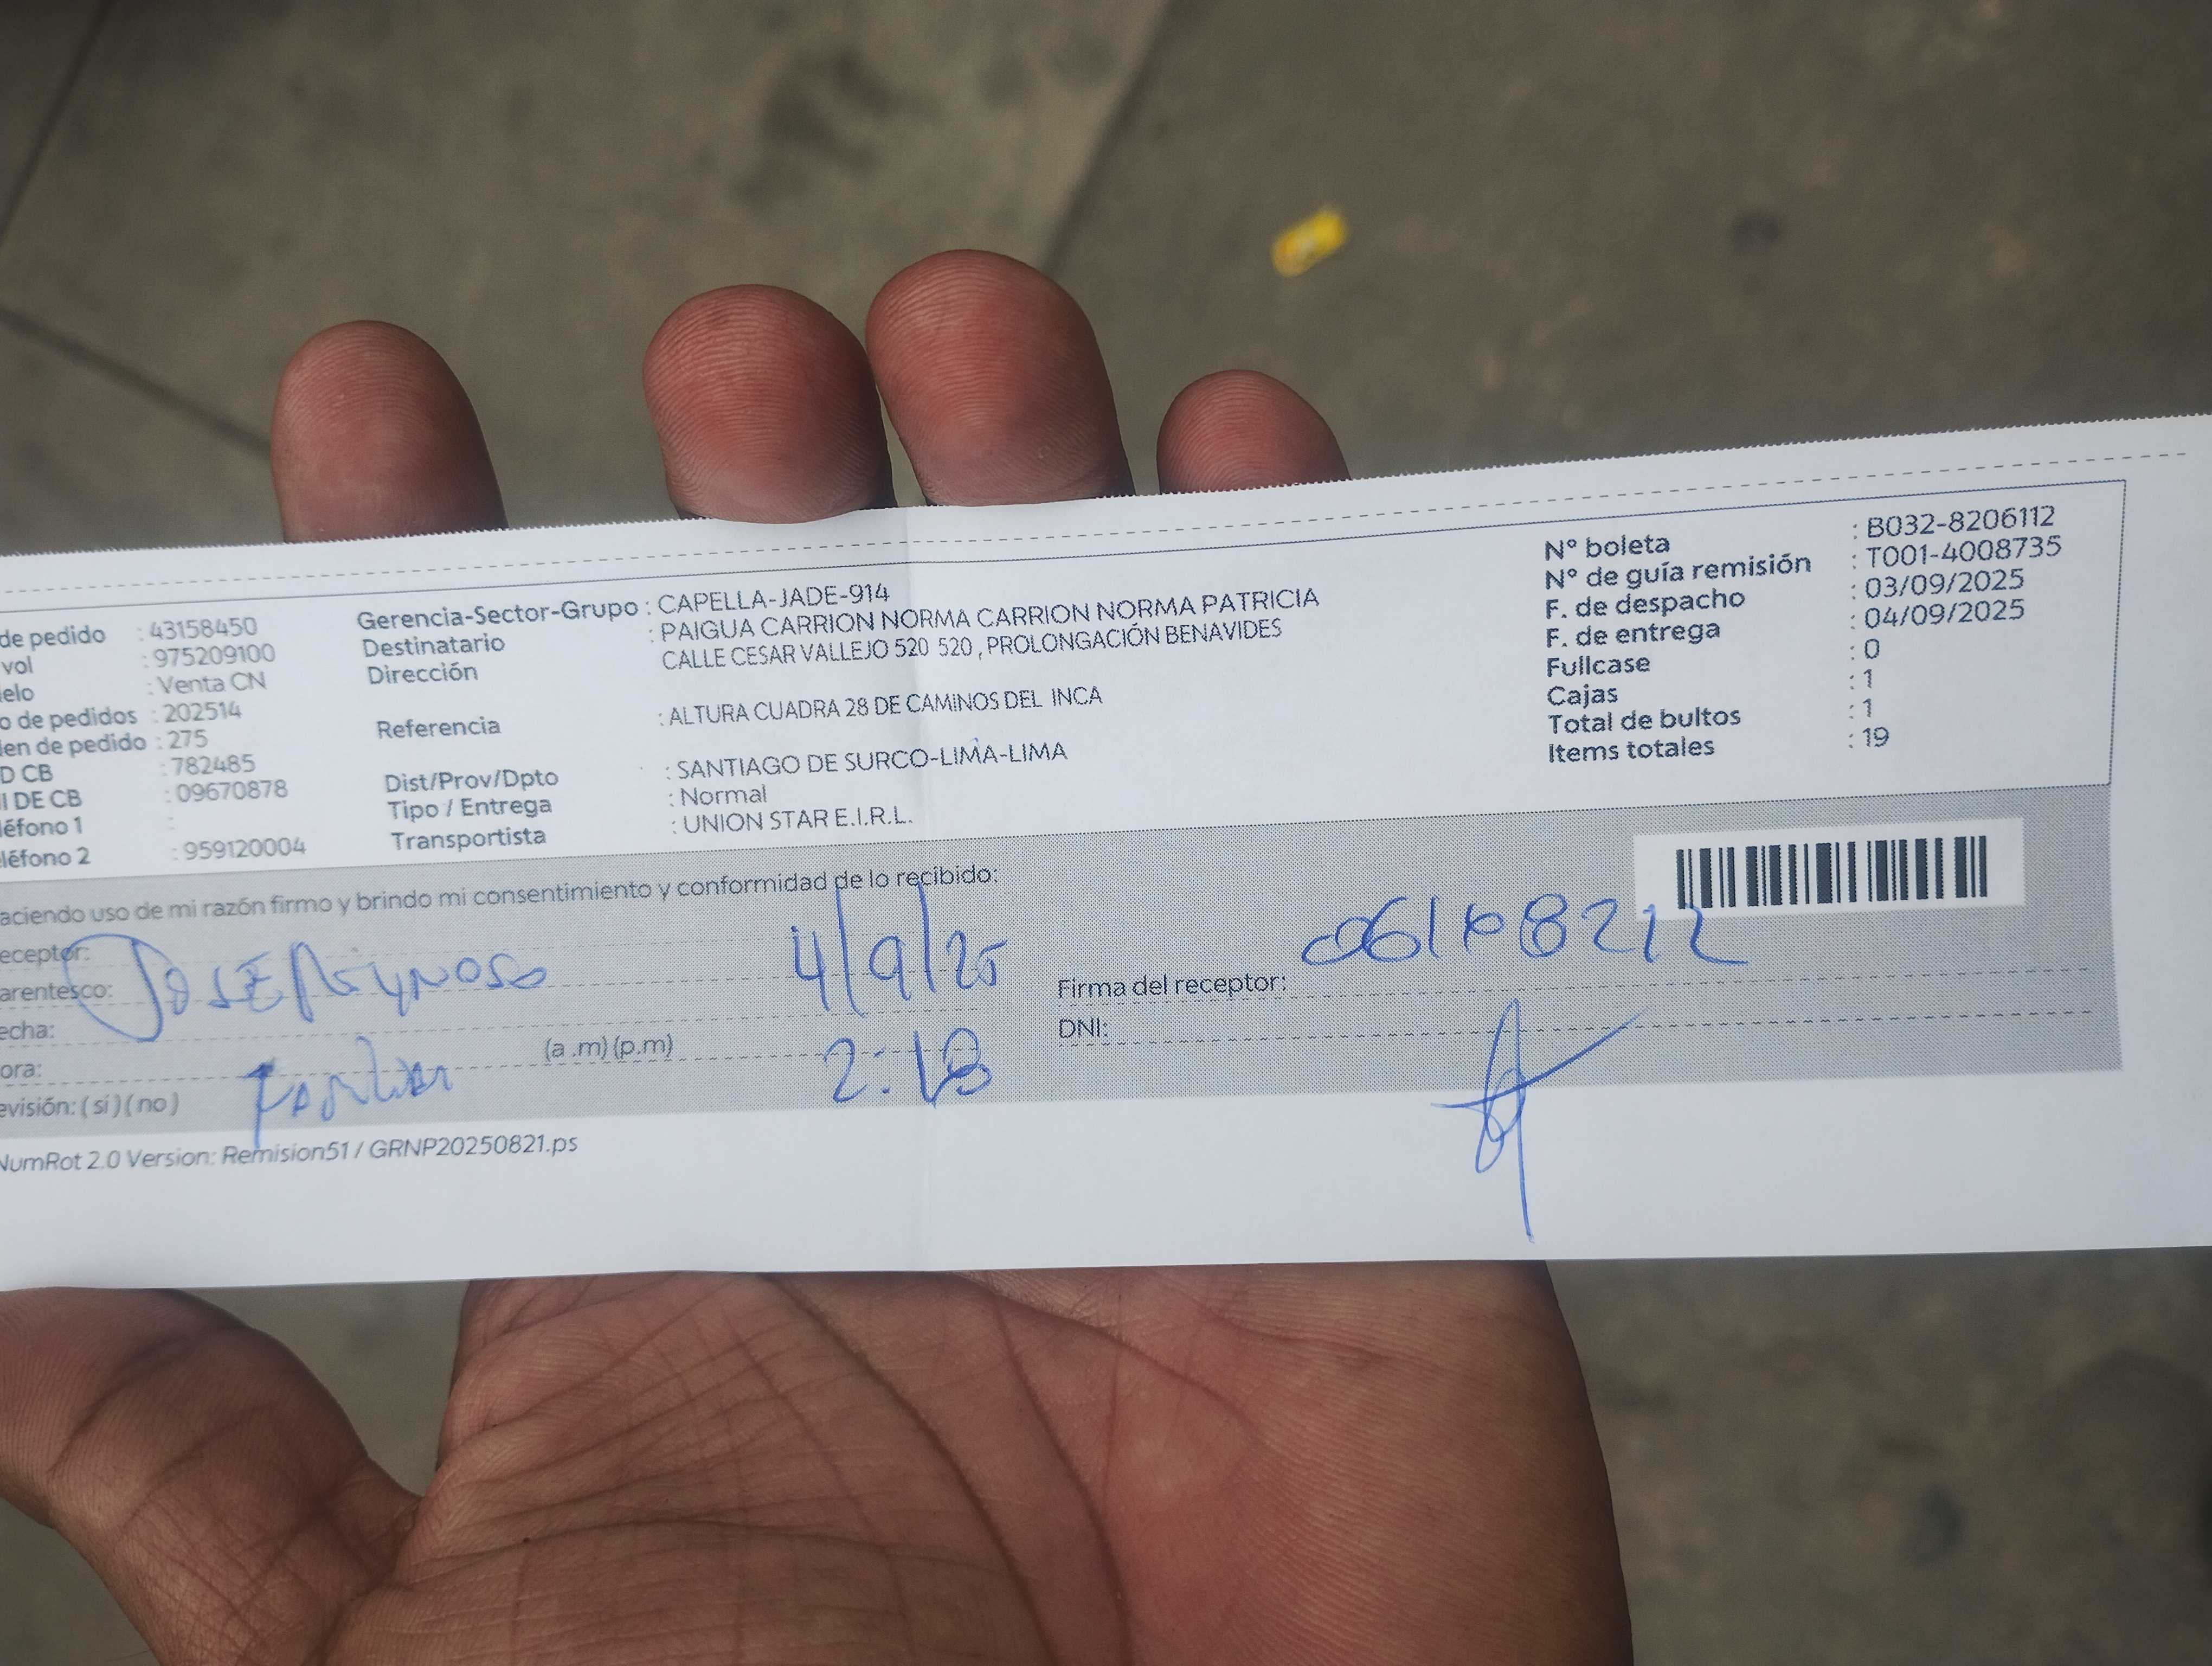 de pedido : 43158450
vol : 975209100
elo : Venta CN
o de pedidos : 202514
en de pedido : 275
D CB : 782485
I DE CB : 09670878
léfono 1 :
léfono 2 : 959120004
Gerencia-Sector-Grupo : CAPELLA-JADE-914
Destinatario : PAIGUA CARRION NORMA CARRION NORMA PATRICIA
Dirección CALLE CESAR VALLEJO 520 520 , PROLONGACIÓN BENAVIDES
Referencia : ALTURA CUADRA 28 DE CAMINOS DEL INCA
Dist/Prov/Dpto : SANTIAGO DE SURCO-LIMA-LIMA
Tipo / Entrega : Normal
Transportista : UNION STAR E.I.R.L.
N° boleta : B032-8206112
N° de guía remisión : T001-4008735
F. de despacho : 03/09/2025
F. de entrega : 04/09/2025
Fullcase : 0
Cajas : 1
Total de bultos : 1
Items totales : 19
aciendo uso de mi razón firmo y brindo mi consentimiento y conformidad de lo recibido:
eceptor:
arentesco: JOSE 4/9/25
echa:
ora: (a .m) (p.m) 2:18
evisión: ( si ) ( no )
Firma del receptor:
DNI:
NumRot 2.0 Version: Remision51 / GRNP20250821.ps